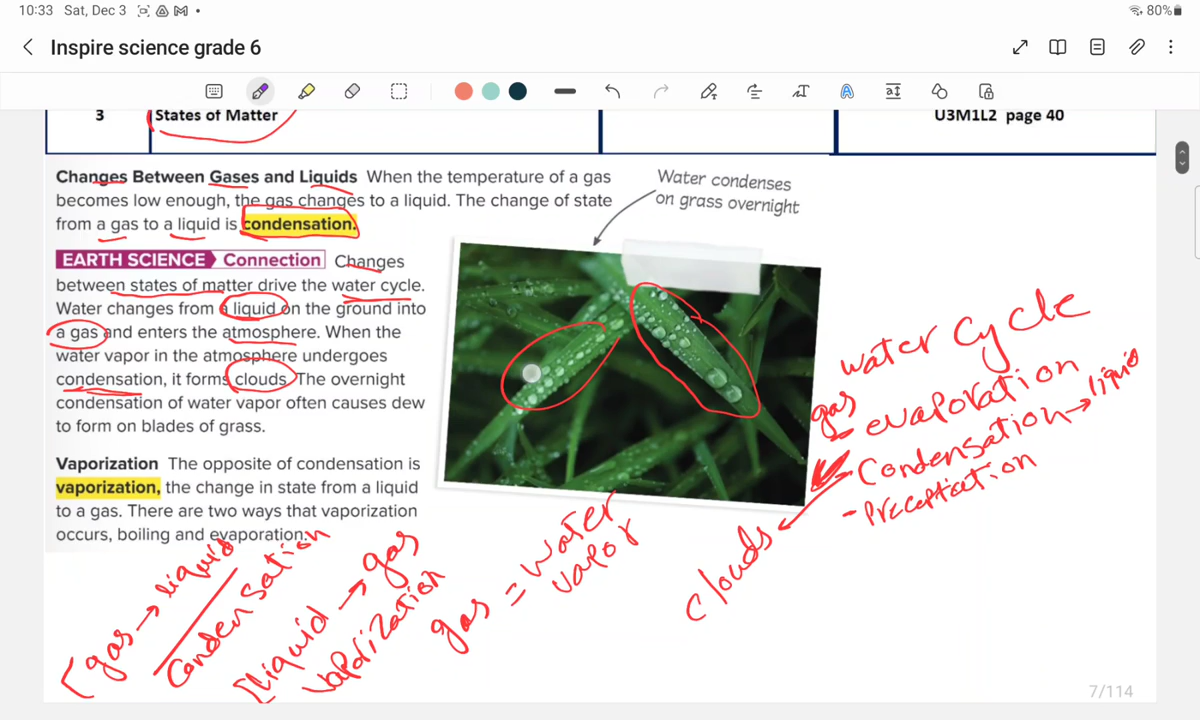 10:33 Sat, Dec 3
80%
Inspire science grade 6
3
States of Matter
U3M1L2 page 40
Changes Between Gases and Liquids When the temperature of a gas
becomes low enough, the gas changes to a liquid. The change of state
from a gas to a liquid is condensation.
Water condenses
on grass overnight
EARTH SCIENCE Connection Changes
between states of matter drive the water cycle.
Water changes from a liquid on the ground into
a gas and enters the atmosphere. When the
water vapor in the atmosphere undergoes
condensation, it forms clouds. The overnight
condensation of water vapor often causes dew
to form on blades of grass.
Vaporization The opposite of condensation is
vaporization, the change in state from a liquid
to a gas. There are two ways that vaporization
occurs, boiling and evaporation.
water cycle
gas
- evaporation
- Condensation → liquid
- Preceptiation
clouds
[gas → liquid
Condensation
[liquid → gas
vaporization
gas = water
vapor
7/114